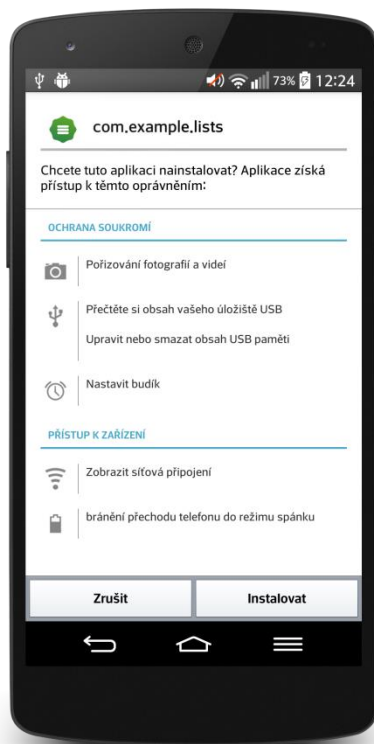 73% 12:24
com.example.lists
Chcete tuto aplikaci nainstalovat? Aplikace získá
přístup k těmto oprávněním:
OCHRANA SOUKROMÍ
Pořizování fotografií a videí
Přečtěte si obsah vašeho úložiště USB
Upravit nebo smazat obsah USB paměti
Nastavit budík
PŘÍSTUP K ZAŘÍZENÍ
Zobrazit síťová připojení
bránění přechodu telefonu do režimu spánku
Zrušit Instalovat